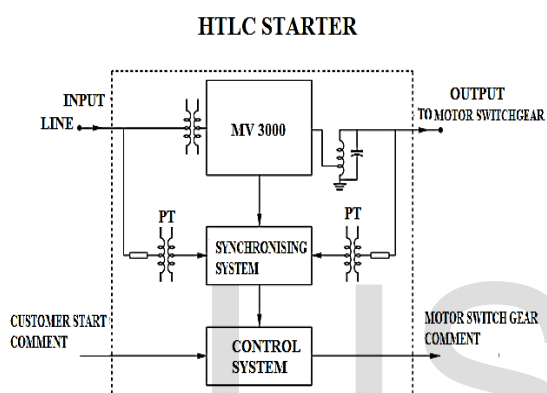 HTLC STARTER
INPUT
LINE
MV 3000
OUTPUT
TO MOTOR SWITCHGEAR
PT
SYNCHRONISING
SYSTEM
PT
CUSTOMER START
COMMENT
CONTROL
SYSTEM
MOTOR SWITCH GEAR
COMMENT